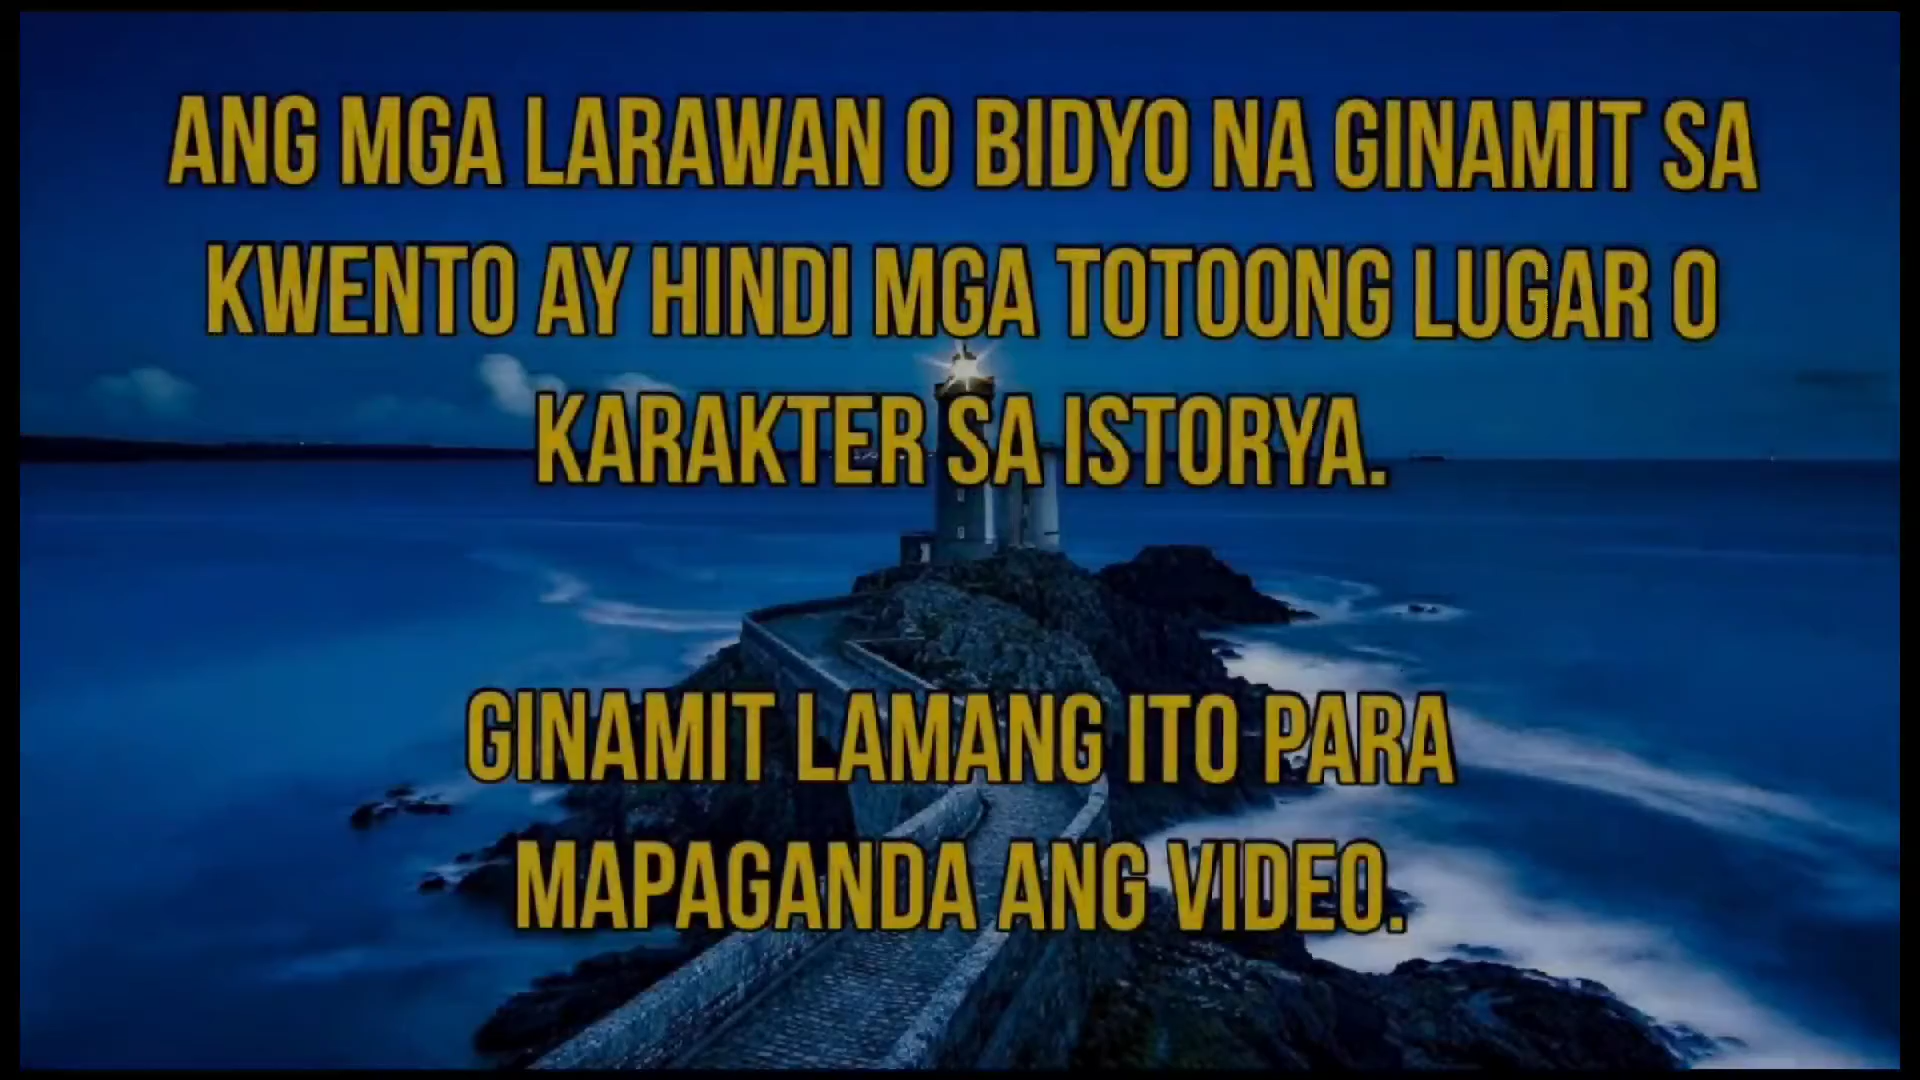 ANG MGA LARAWAN O BIDYO NA GINAMIT SA
KWENTO AY HINDI MGA TOTOONG LUGAR O
KARAKTER SA ISTORYA.
GINAMIT LAMANG ITO PARA
MAPAGANDA ANG VIDEO.